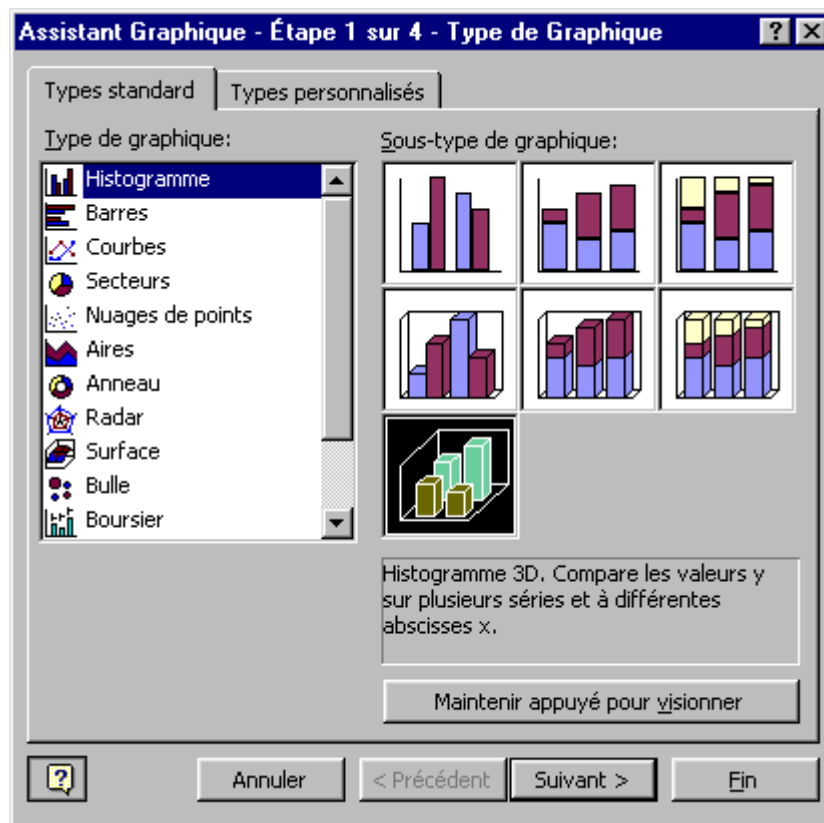 Assistant Graphique - Étape 1 sur 4 - Type de Graphique
Types standard
Types personnalisés
Type de graphique:
Histogramme
Barres
Courbes
Secteurs
Nuages de points
Aires
Anneau
Radar
Surface
Bulle
Boursier
Sous-type de graphique:
Histogramme 3D. Compare les valeurs y
sur plusieurs séries et à différentes
abscisses x.
Maintenir appuyé pour visionner
Annuler
< Précédent
Suivant >
Fin